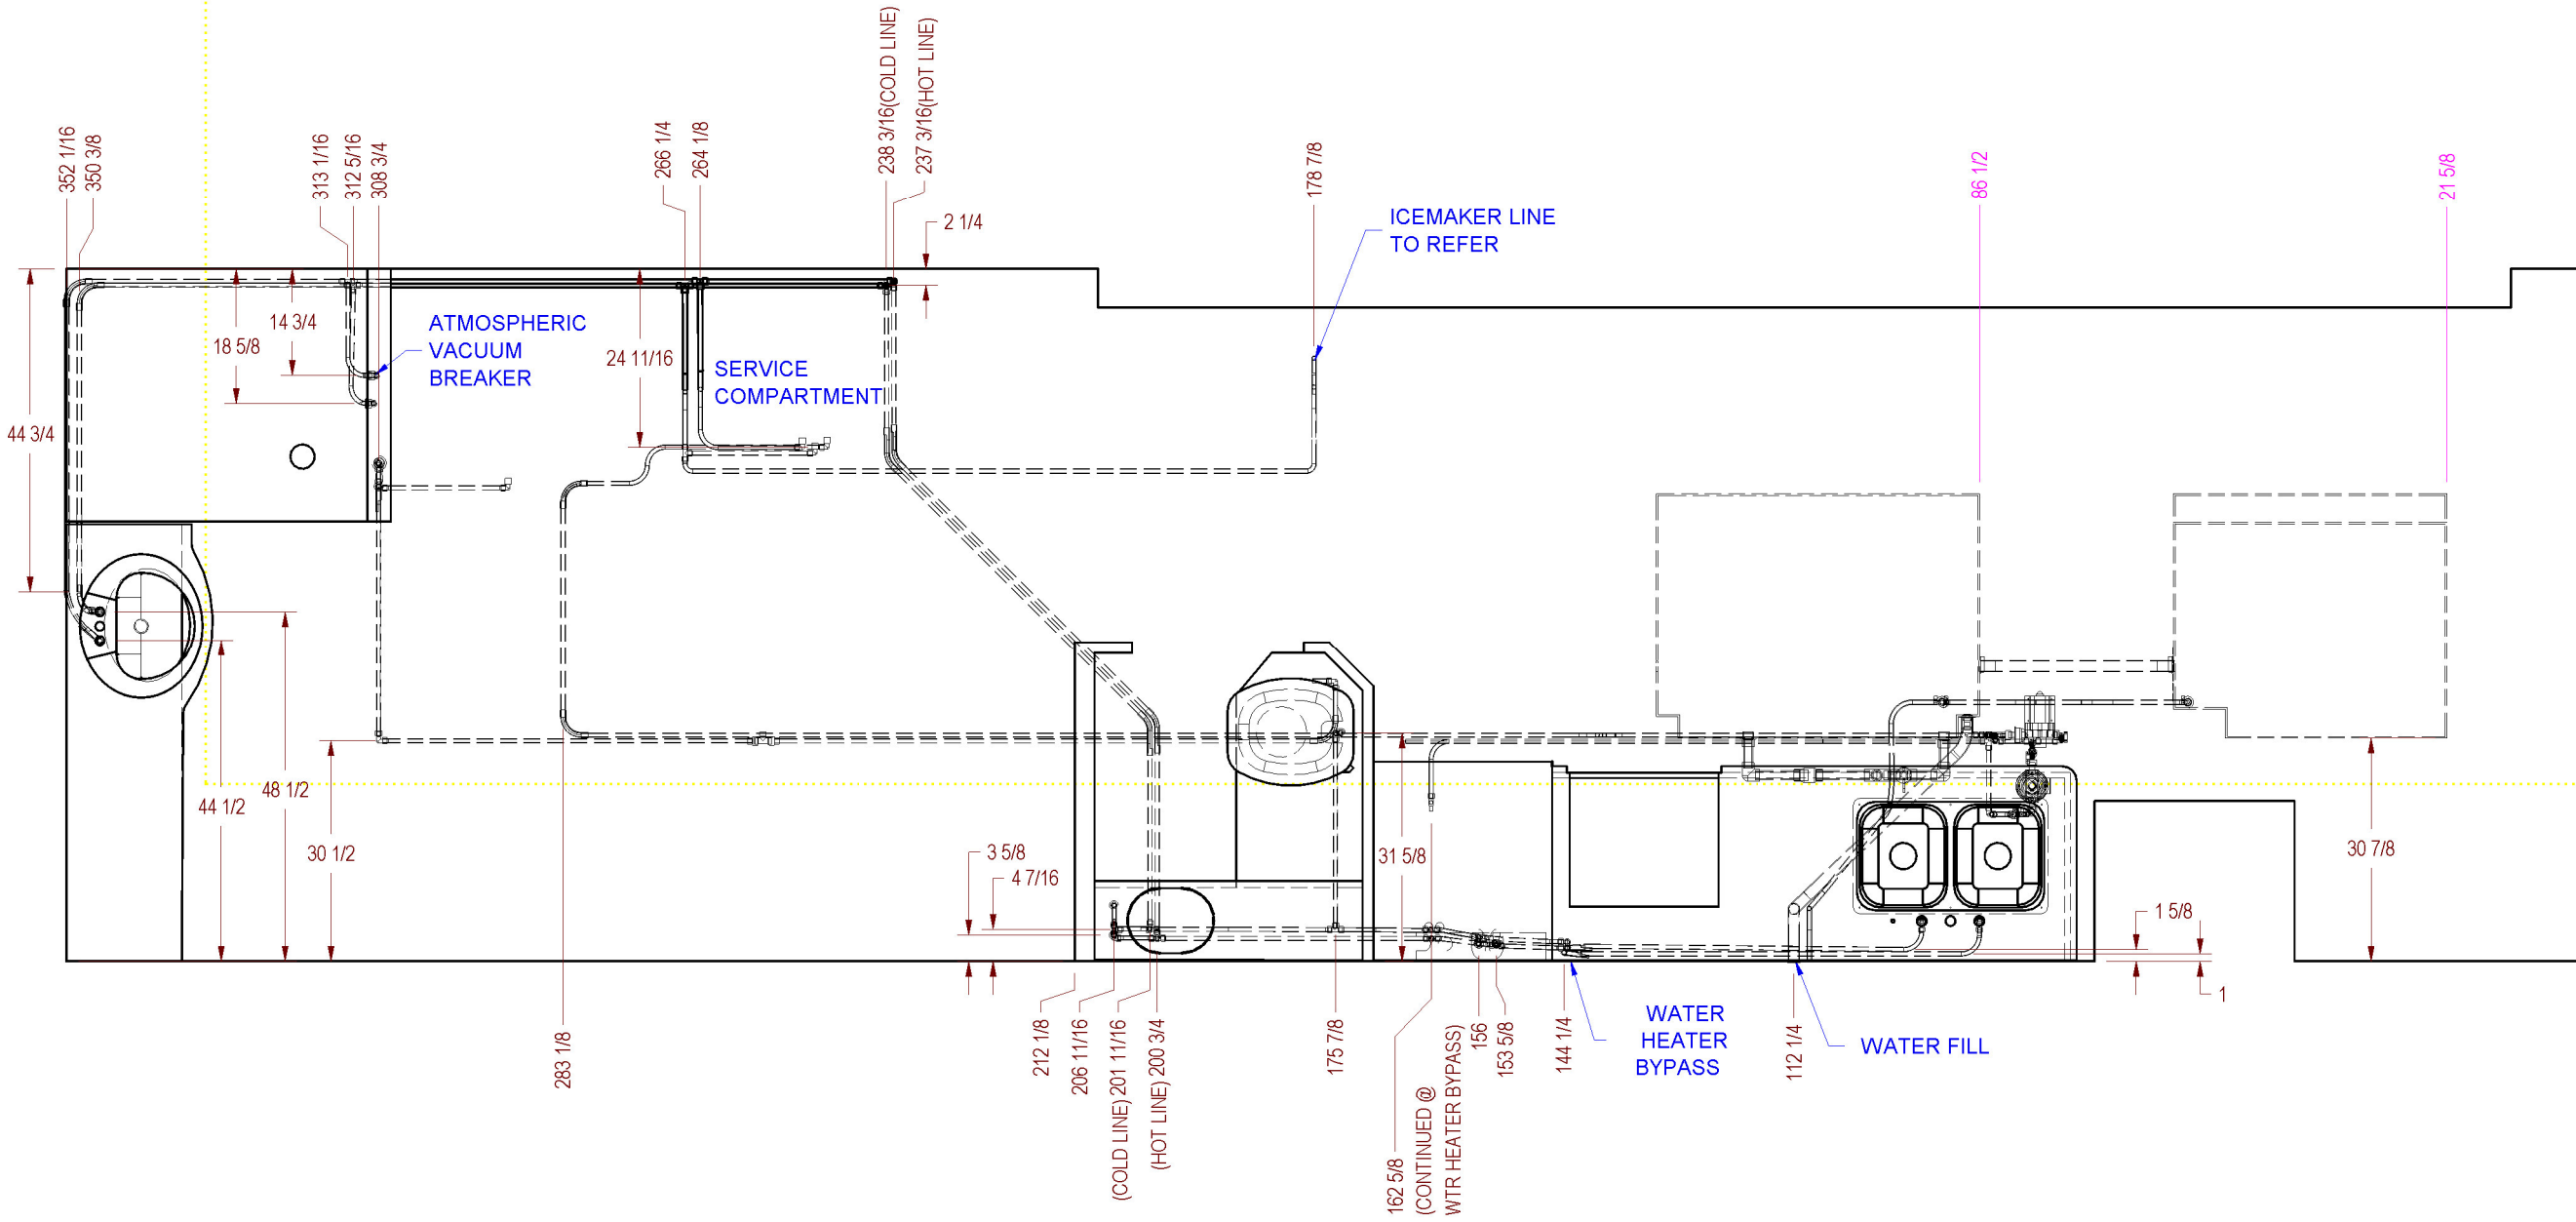 352 1/16
350 3/8
313 1/16
312 5/16
308 3/4
266 1/4
264 1/8
238 3/16(COLD LINE)
237 3/16(HOT LINE)
2 1/4
178 7/8
ICEMAKER LINE
TO REFER
86 1/2
21 5/8
44 3/4
18 5/8
14 3/4
ATMOSPHERIC
VACUUM
BREAKER
24 11/16
SERVICE
COMPARTMENT
44 1/2
48 1/2
30 1/2
3 5/8
4 7/16
31 5/8
30 7/8
1 5/8
1
283 1/8
212 1/8
206 11/16
(COLD LINE) 201 11/16
(HOT LINE) 200 3/4
175 7/8
162 5/8
(CONTINUED @
WTR HEATER BYPASS)
156
153 5/8
144 1/4
WATER
HEATER
BYPASS
112 1/4
WATER FILL